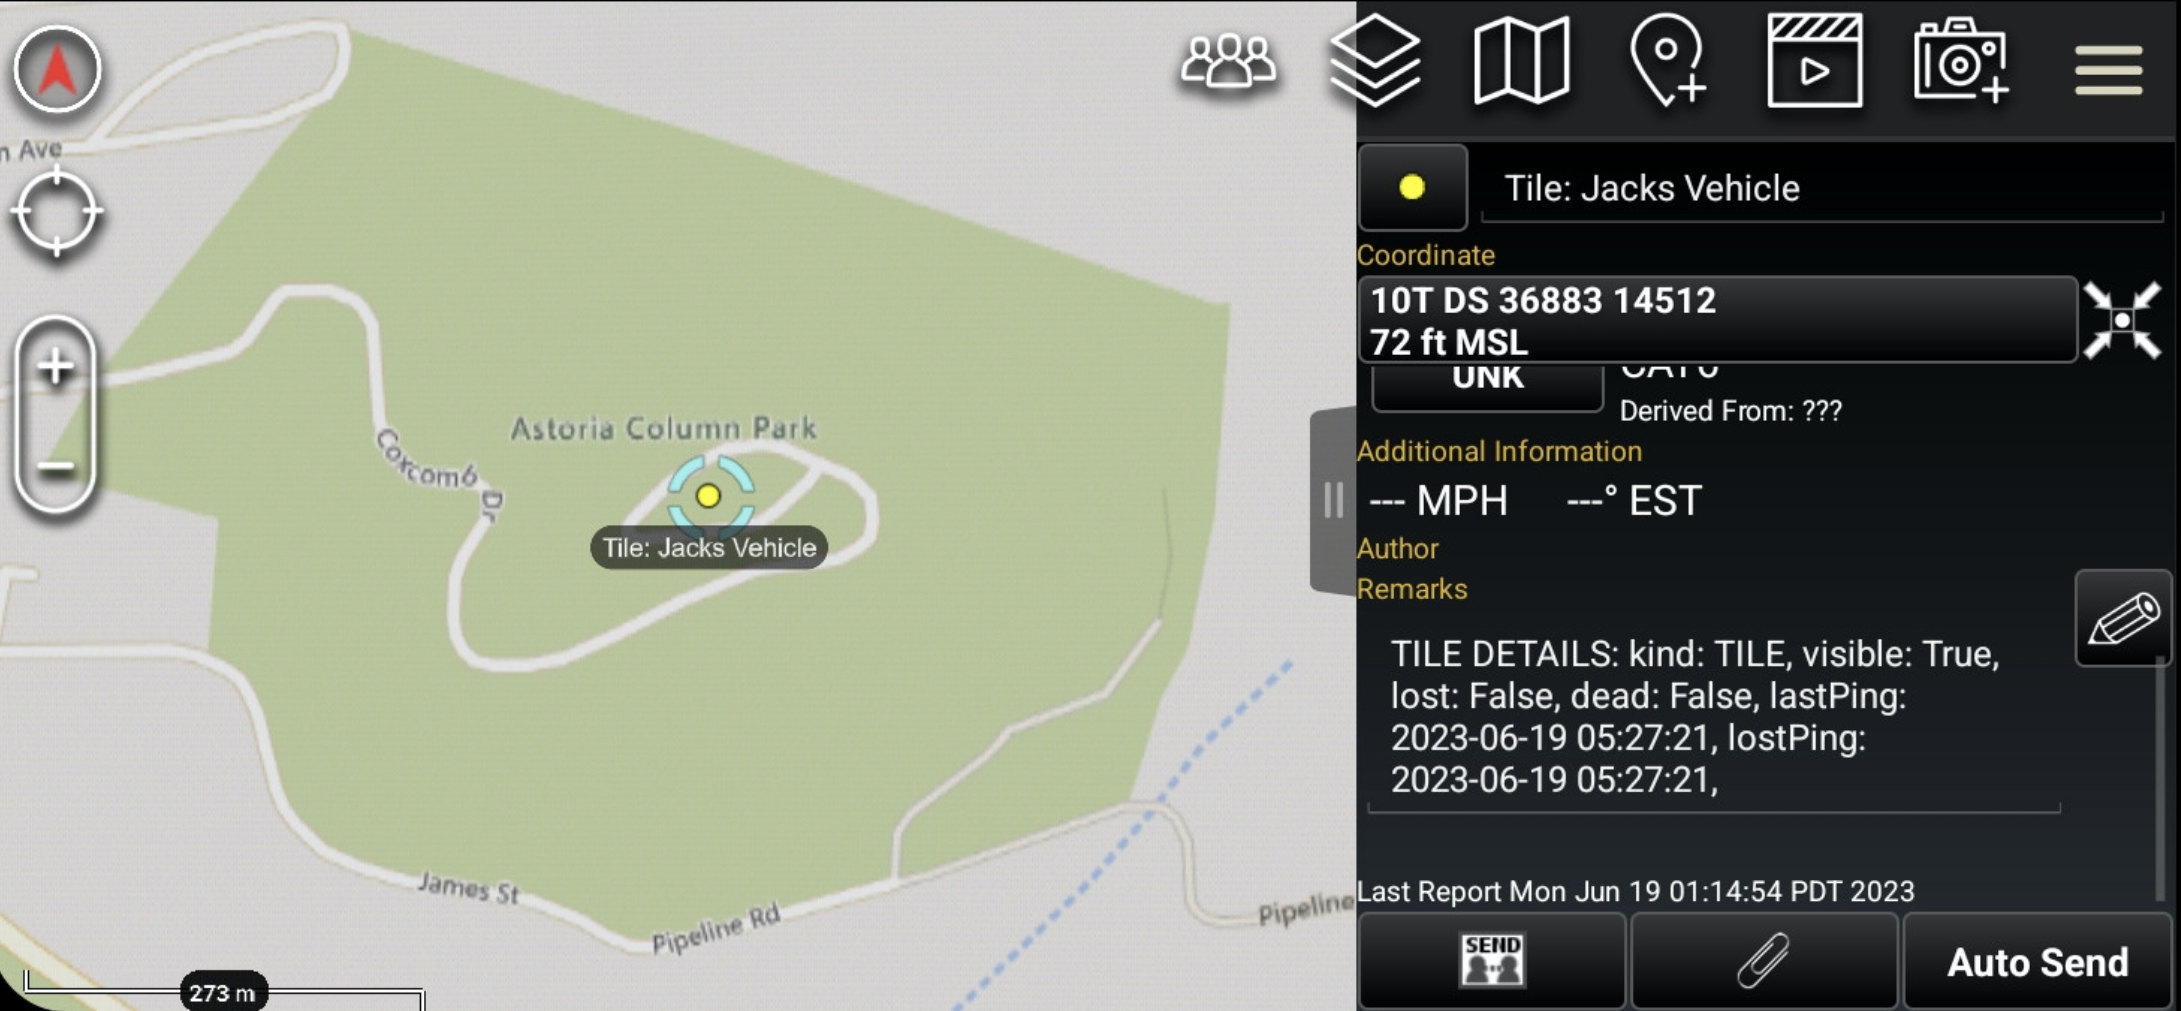 n Ave
Coxcomb Dr
Astoria Column Park
Tile: Jacks Vehicle
James St
Pipeline Rd
Pipeline
273 m
Tile: Jacks Vehicle
Coordinate
10T DS 36883 14512
72 ft MSL
UNK
Derived From: ???
Additional Information
--- MPH ---° EST
Author
Remarks
TILE DETAILS: kind: TILE, visible: True,
lost: False, dead: False, lastPing:
2023-06-19 05:27:21, lostPing:
2023-06-19 05:27:21,
Last Report Mon Jun 19 01:14:54 PDT 2023
SEND
Auto Send